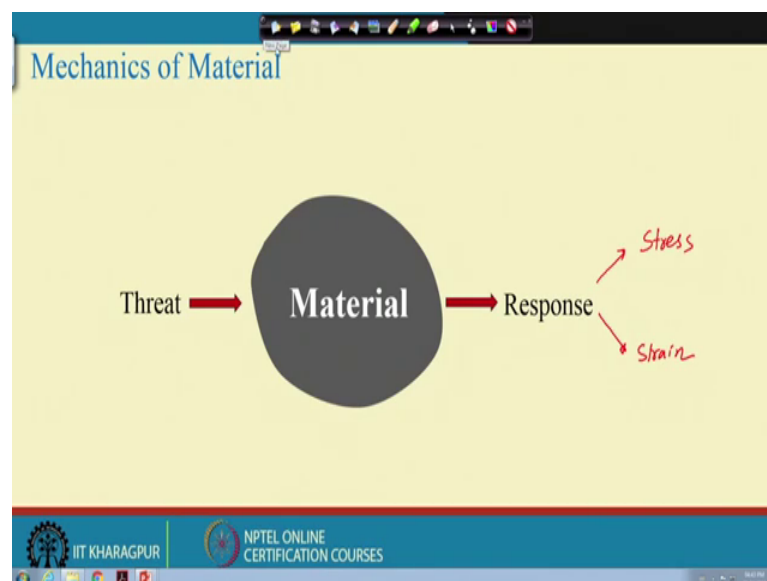 Mechanics of Material
Stress
Threat
Material
Response
Strain
IIT KHARAGPUR
NPTEL ONLINE
CERTIFICATION COURSES